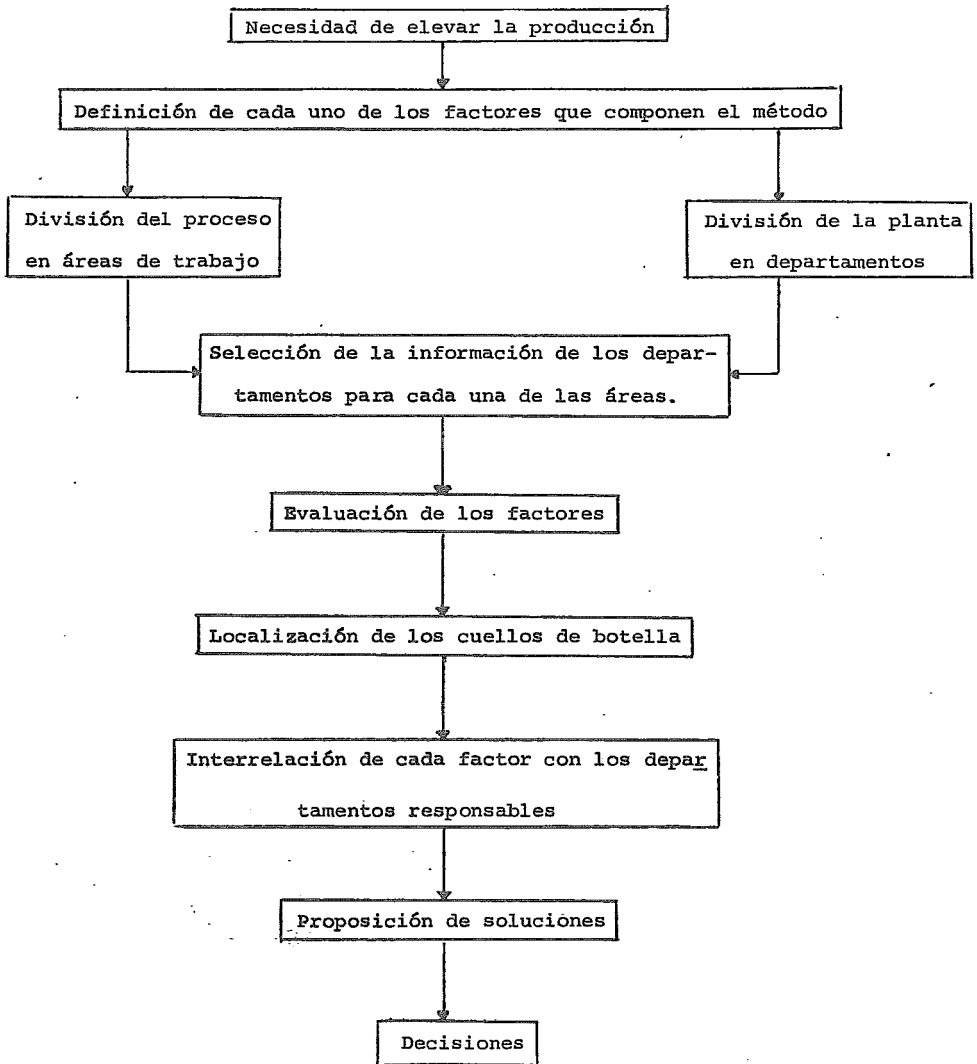 Necesidad de elevar la producción
Definición de cada uno de los factores que componen el método
División del proceso
en áreas de trabajo
División de la planta
en departamentos
Selección de la información de los depar-
tamentos para cada una de las áreas.
Evaluación de los factores
Localización de los cuellos de botella
Interrelación de cada factor con los depar
tamentos responsables
Proposición de soluciones
Decisiones